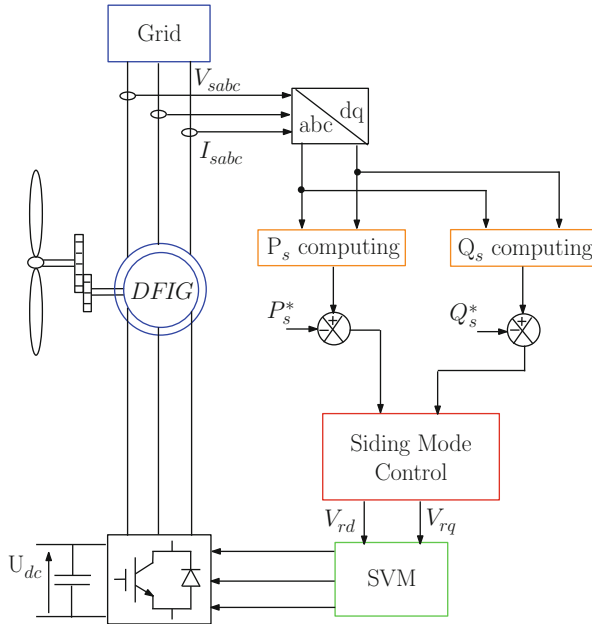 Grid
V_sabc
abc dq
I_sabc
P_s computing
Q_s computing
DFIG
P_s^*
+
−
Q_s^*
+
−
Siding Mode
Control
V_rd
V_rq
U_dc
SVM